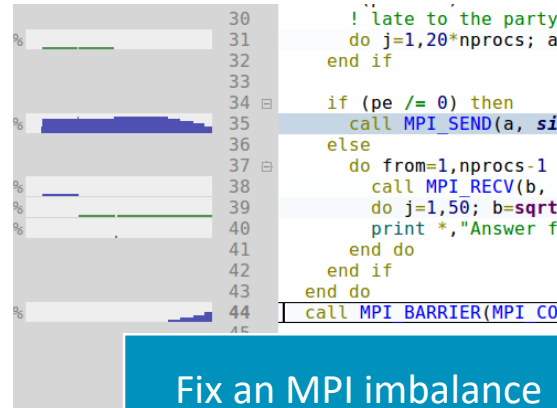 30 ! late to the party
% 31 do j=1,20*nprocs; a
32 end if
33
34 if (pe /= 0) then
% 35 call MPI_SEND(a, si
36 else
37 do from=1,nprocs-1
% 38 call MPI_RECV(b,
% 39 do j=1,50; b=sqrt
% 40 print *,"Answer f
41 end do
42 end if
43 end do
% 44 call MPI_BARRIER(MPI_CO
Fix an MPI imbalance